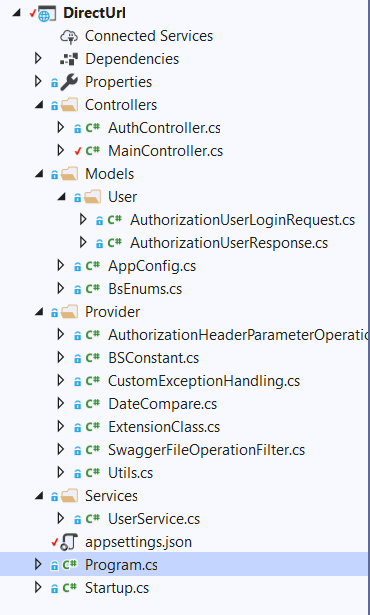 DirectUrl
Connected Services
Dependencies
Properties
Controllers
C# AuthController.cs
C# MainController.cs
Models
User
C# AuthorizationUserLoginRequest.cs
C# AuthorizationUserResponse.cs
C# AppConfig.cs
C# BsEnums.cs
Provider
C# AuthorizationHeaderParameterOperatio
C# BSConstant.cs
C# CustomExceptionHandling.cs
C# DateCompare.cs
C# ExtensionClass.cs
C# SwaggerFileOperationFilter.cs
C# Utils.cs
Services
C# UserService.cs
appsettings.json
C# Program.cs
C# Startup.cs